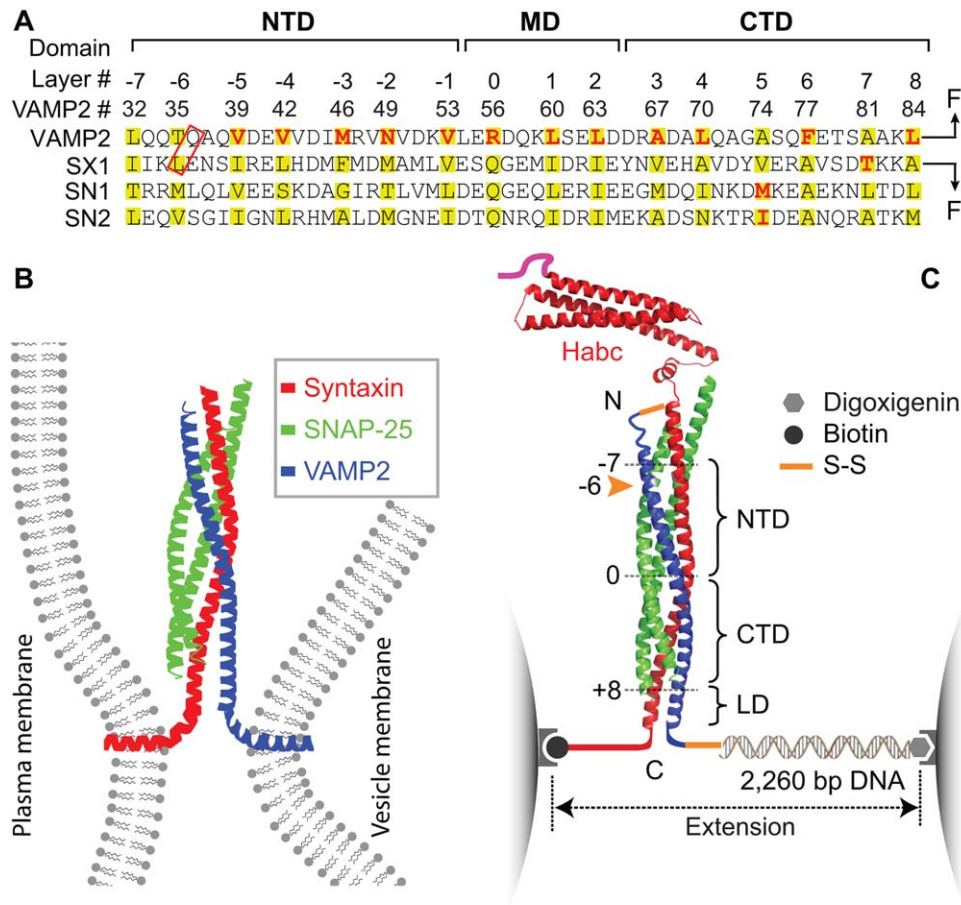 A
NTD MD CTD
Domain
Layer # -7 -6 -5 -4 -3 -2 -1 0 1 2 3 4 5 6 7 8
VAMP2 # 32 35 39 42 46 49 53 56 60 63 67 70 74 77 81 84
VAMP2 LQQTQAQVDEVVDIMRVNVDKVLERDQKLSELDDRADALQAGASQFETSAAKL F
SX1 IIKLENSIRELHDMFMDMAMLVESQGEMIDRIEYNVEHAVDYVERAVSDTKKA
SN1 TRRMLQLVEESKDAGIRTLVMLDEQGEQLERIEEGMDQINKDMKEAEKNLTDL F
SN2 LEQVSGIIGNLRHMALDMGNEIDTQNRQIDRIMEKADSNKTRIDEANQRATKM
B
Syntaxin
SNAP-25
VAMP2
Plasma membrane
Vesicle membrane
C
Habc
N
Digoxigenin
Biotin
S-S
-7
-6
NTD
0
CTD
+8
LD
C
2,260 bp DNA
Extension